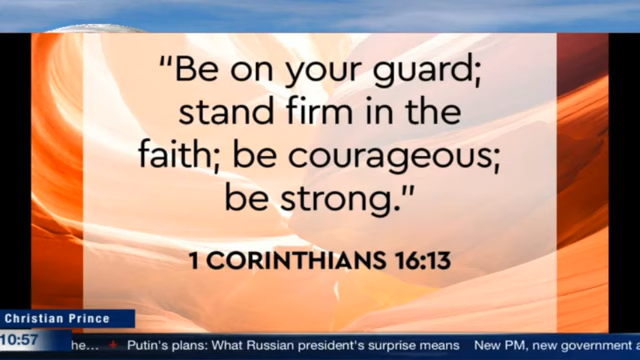 “Be on your guard;
stand firm in the
faith; be courageous;
be strong.”
1 CORINTHIANS 16:13
Christian Prince
10:57 he... + Putin's plans: What Russian president's surprise means New PM, new government a